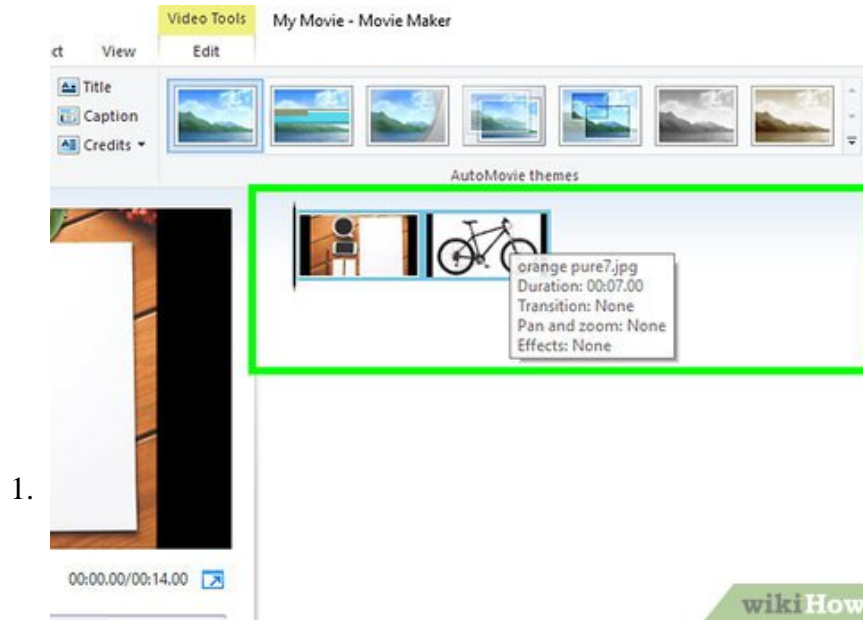 Video Tools
My Movie - Movie Maker
ct
View
Edit
Title
Caption
Credits
AutoMovie themes
orange pure7.jpg
Duration: 00:07.00
Transition: None
Pan and zoom: None
Effects: None
1.
00:00.00/00:14.00
wikiHow